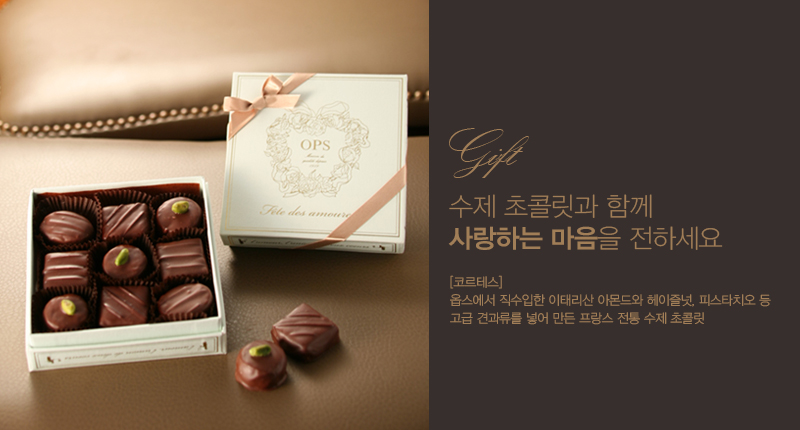 OPS
Fête des amoureux
Gift
수제 초콜릿과 함께
사랑하는 마음을 전하세요
[코르테스]
옵스에서 직수입한 이태리산 아몬드와 헤이즐넛, 피스타치오 등
고급 견과류를 넣어 만든 프랑스 전통 수제 초콜릿